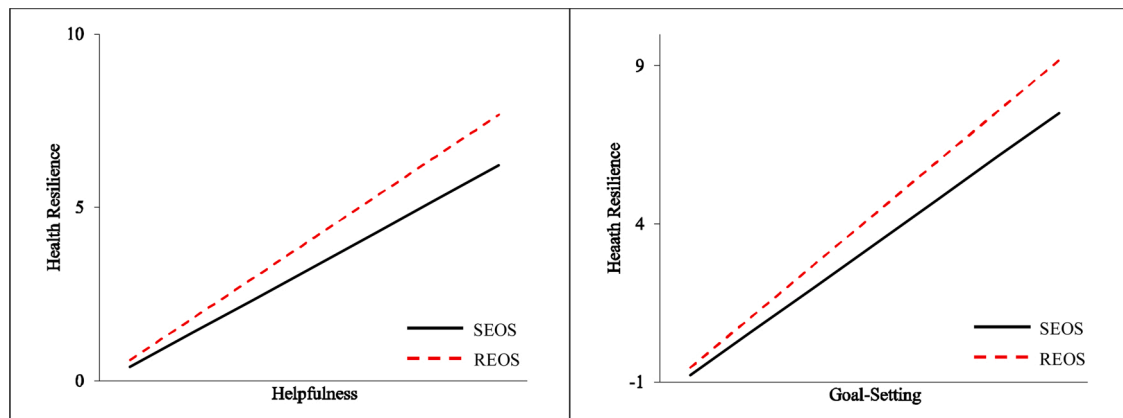 10
5
0
Health Resilience
Helpfulness
SEOS
REOS
9
4
-1
Heaath Resilience
Goal-Setting
SEOS
REOS